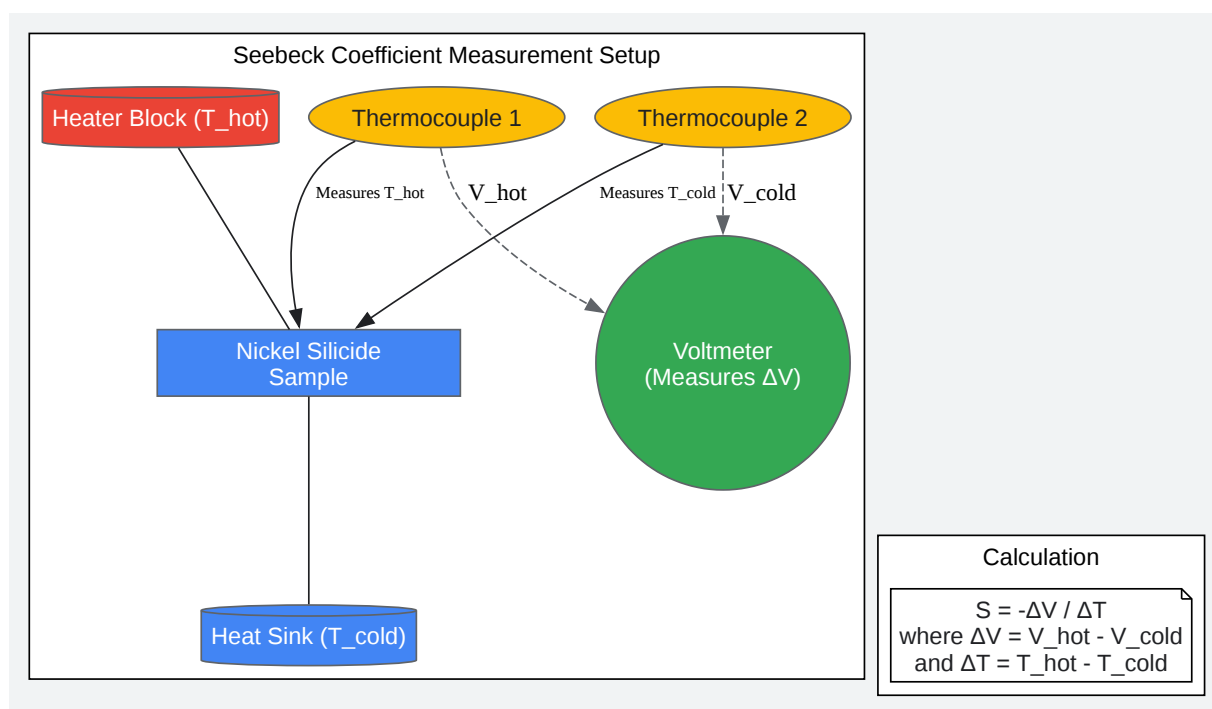 Seebeck Coefficient Measurement Setup
Heater Block (T_hot)
Thermocouple 1
Thermocouple 2
Measures T_hot
V_hot
Measures T_cold
V_cold
Nickel Silicide
Sample
Voltmeter
(Measures ΔV)
Heat Sink (T_cold)
Calculation
S = -ΔV / ΔT
where ΔV = V_hot - V_cold
and ΔT = T_hot - T_cold